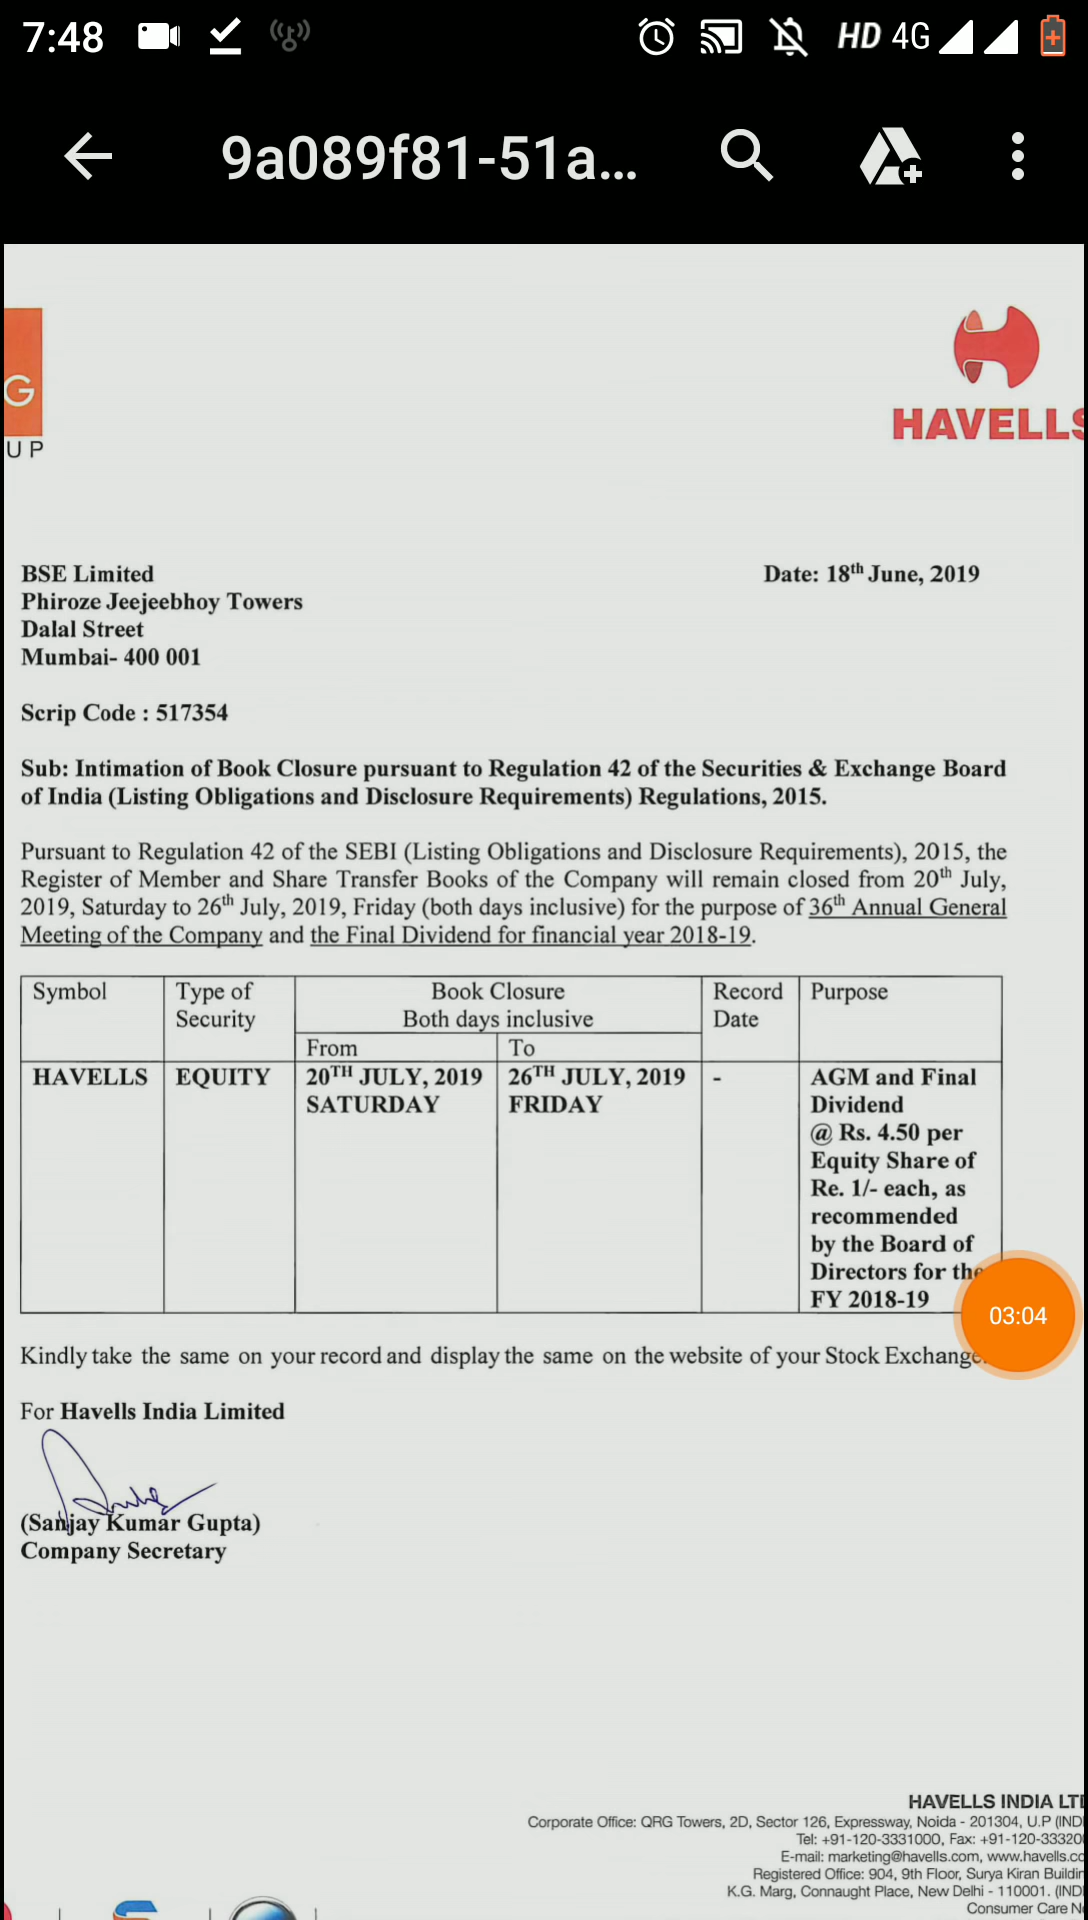 7:48 HD 4G
9a089f81-51a...
G
UP
HAVELLS
BSE Limited
Date: 18th June, 2019
Phiroze Jeejeebhoy Towers
Dalal Street
Mumbai- 400 001
Scrip Code : 517354
Sub: Intimation of Book Closure pursuant to Regulation 42 of the Securities & Exchange Board
of India (Listing Obligations and Disclosure Requirements) Regulations, 2015.
Pursuant to Regulation 42 of the SEBI (Listing Obligations and Disclosure Requirements), 2015, the
Register of Member and Share Transfer Books of the Company will remain closed from 20th July,
2019, Saturday to 26th July, 2019, Friday (both days inclusive) for the purpose of 36th Annual General
Meeting of the Company and the Final Dividend for financial year 2018-19.
Symbol
Type of
Security
Book Closure
Both days inclusive
Record
Date
Purpose
From
To
HAVELLS
EQUITY
20TH JULY, 2019
SATURDAY
26TH JULY, 2019
FRIDAY
-
AGM and Final
Dividend
@ Rs. 4.50 per
Equity Share of
Re. 1/- each, as
recommended
by the Board of
Directors for the
FY 2018-19
03:04
Kindly take the same on your record and display the same on the website of your Stock Exchange.
For Havells India Limited
(Sanjay Kumar Gupta)
Company Secretary
HAVELLS INDIA LT
Corporate Office: QRG Towers, 2D, Sector 126, Expressway, Noida - 201304, U.P (IND
Tel: +91-120-3331000, Fax: +91-120-33320
E-mail: marketing@havells.com, www.havells.co
Registered Office: 904, 9th Floor, Surya Kiran Buildin
K.G. Marg, Connaught Place, New Delhi - 110001. (IND
Consumer Care N